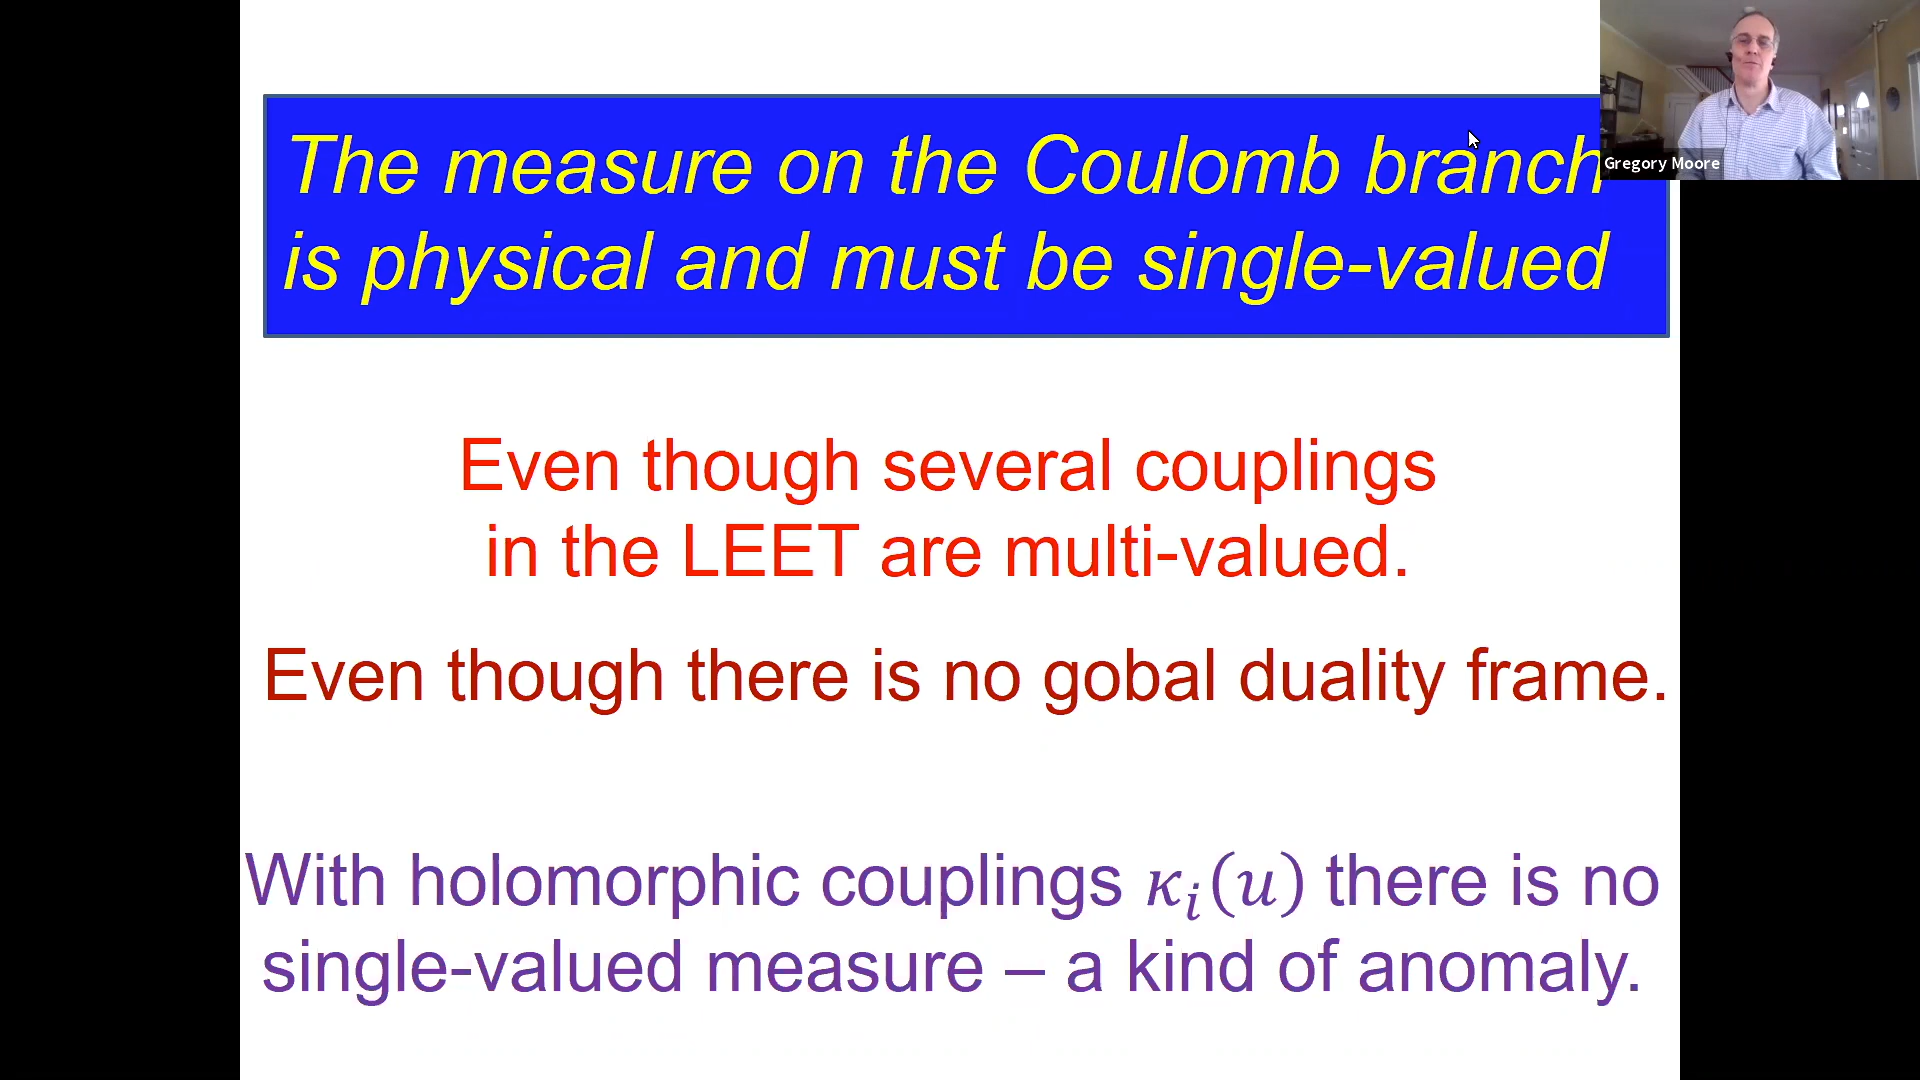 The measure on the Coulomb branch
is physical and must be single-valued
Gregory Moore
Even though several couplings
in the LEET are multi-valued.
Even though there is no gobal duality frame.
With holomorphic couplings 𝜅ᵢ(𝑢) there is no
single-valued measure – a kind of anomaly.